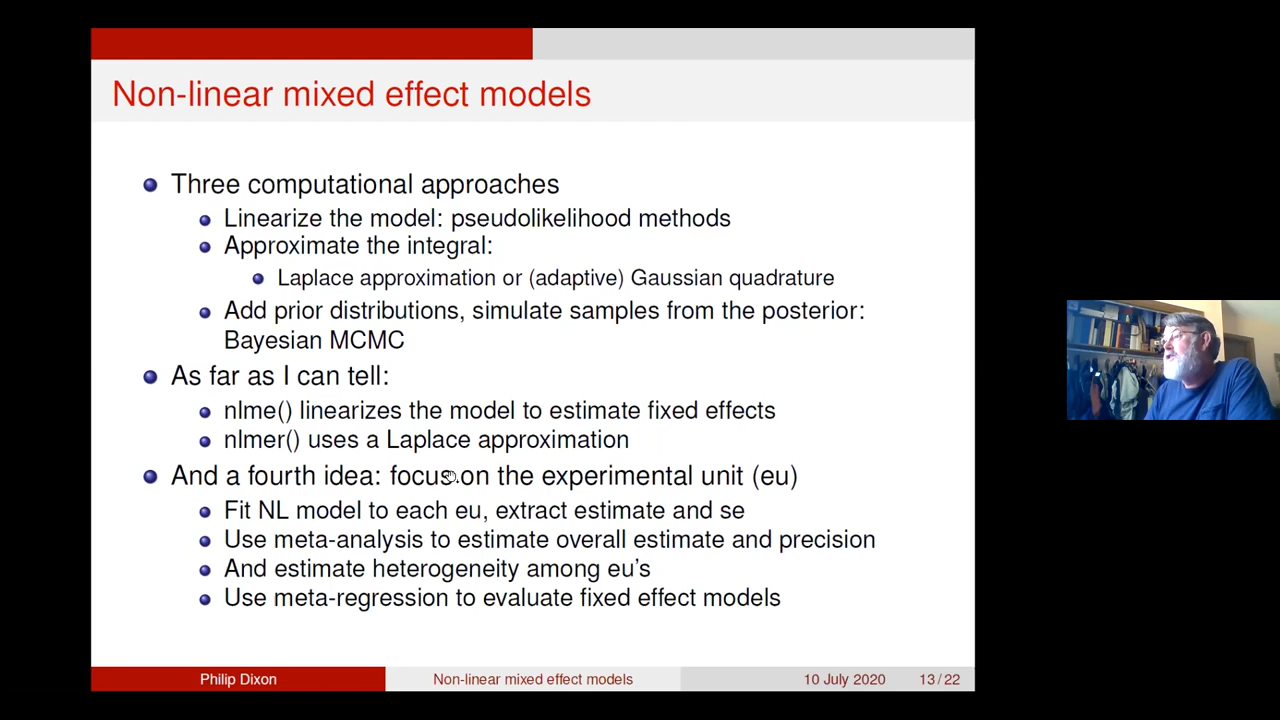 Non-linear mixed effect models
Three computational approaches
Linearize the model: pseudolikelihood methods
Approximate the integral:
Laplace approximation or (adaptive) Gaussian quadrature
Add prior distributions, simulate samples from the posterior:
Bayesian MCMC
As far as I can tell:
nlme() linearizes the model to estimate fixed effects
nlmer() uses a Laplace approximation
And a fourth idea: focus on the experimental unit (eu)
Fit NL model to each eu, extract estimate and se
Use meta-analysis to estimate overall estimate and precision
And estimate heterogeneity among eu's
Use meta-regression to evaluate fixed effect models
Philip Dixon
Non-linear mixed effect models
10 July 2020
13 / 22